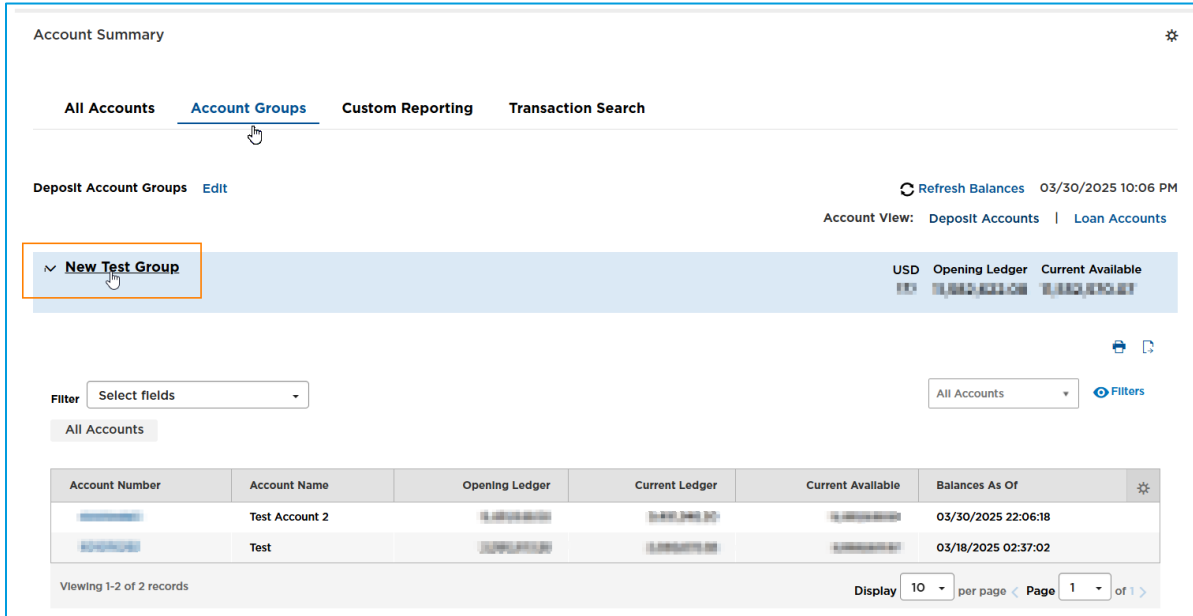 Account Summary
All Accounts Account Groups Custom Reporting Transaction Search
Deposit Account Groups Edit Refresh Balances 03/30/2025 10:06 PM
Account View: Deposit Accounts | Loan Accounts
New Test Group USD Opening Ledger Current Available
Filter Select fields All Accounts Filters
All Accounts
Account Number Account Name Opening Ledger Current Ledger Current Available Balances As Of
Test Account 2 03/30/2025 22:06:18
Test 03/18/2025 02:37:02
Viewing 1-2 of 2 records Display 10 per page Page 1 of 1